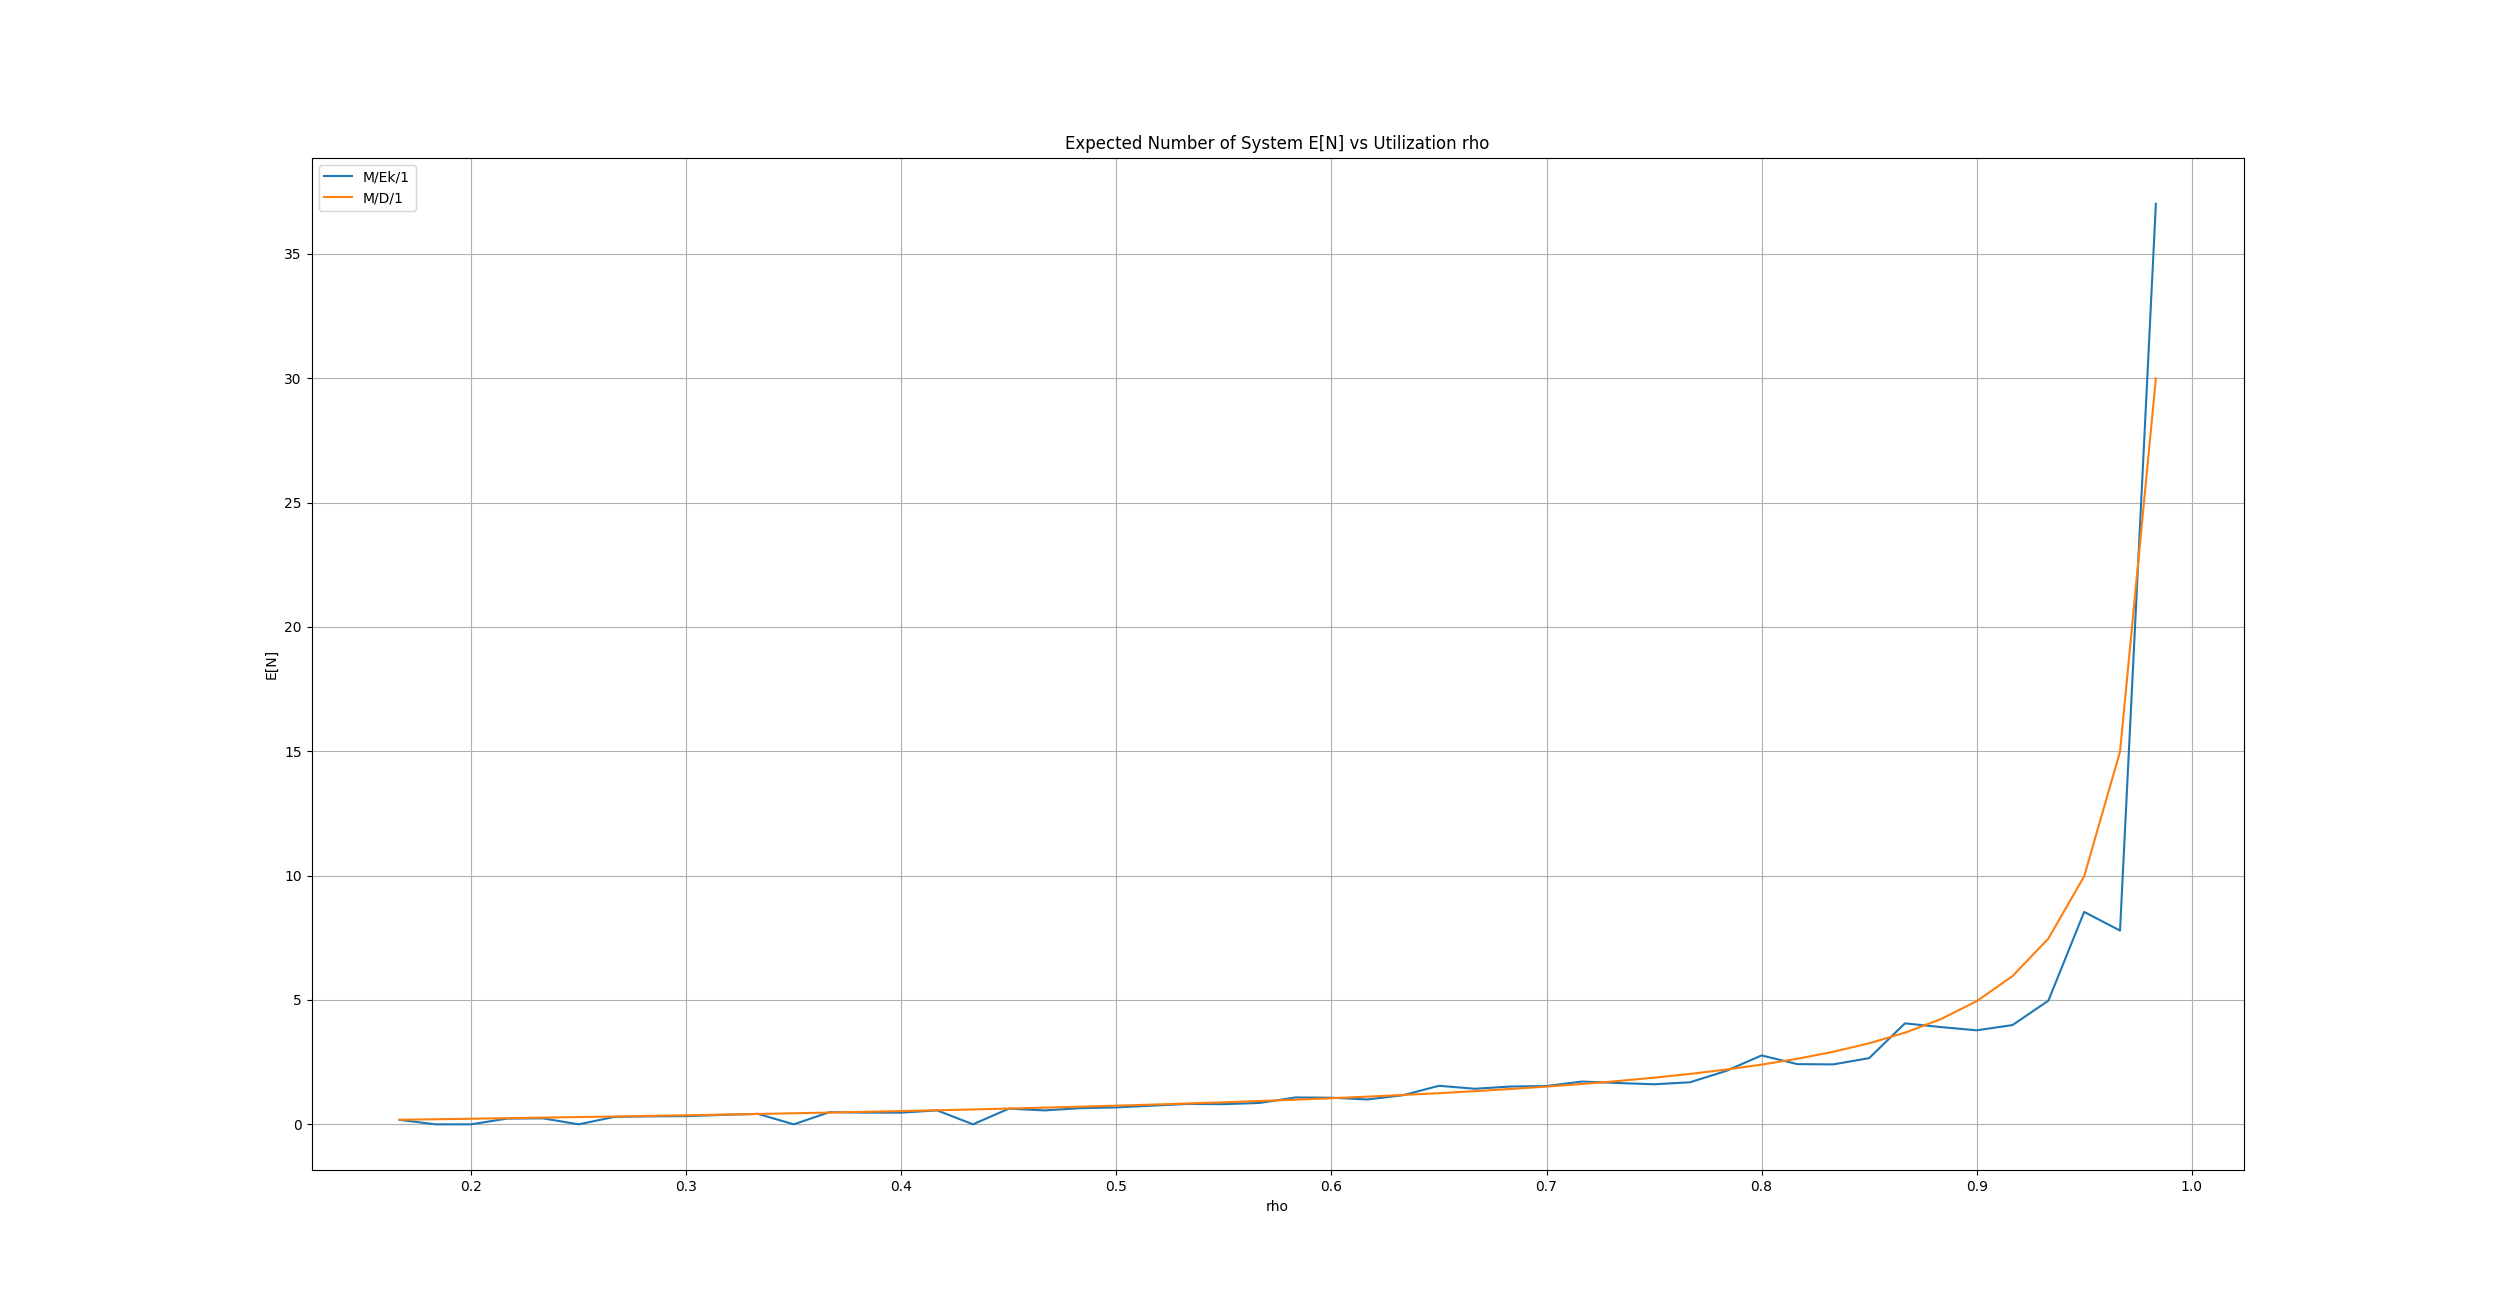 Expected Number of System E[N] vs Utilization rho
M/Ek/1
M/D/1
35
30
25
20
15
10
5
0
E[N]
0.2 0.3 0.4 0.5 0.6 0.7 0.8 0.9 1.0
rho